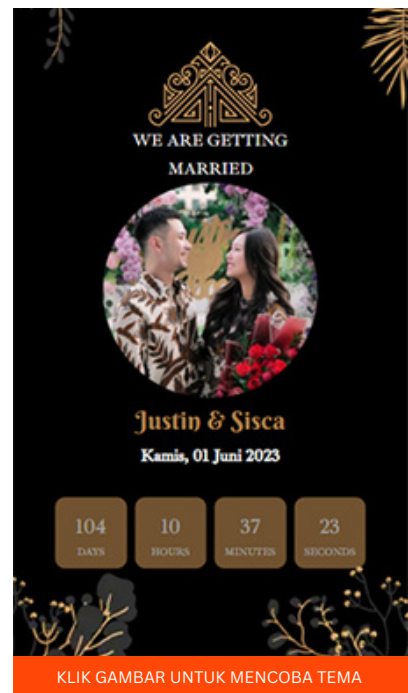 WE ARE GETTING
MARRIED
Justin & Sisca
Kamis, 01 Juni 2023
104 10 37 23
DAYS HOURS MINUTES SECONDS
KLIK GAMBAR UNTUK MENCOBA TEMA